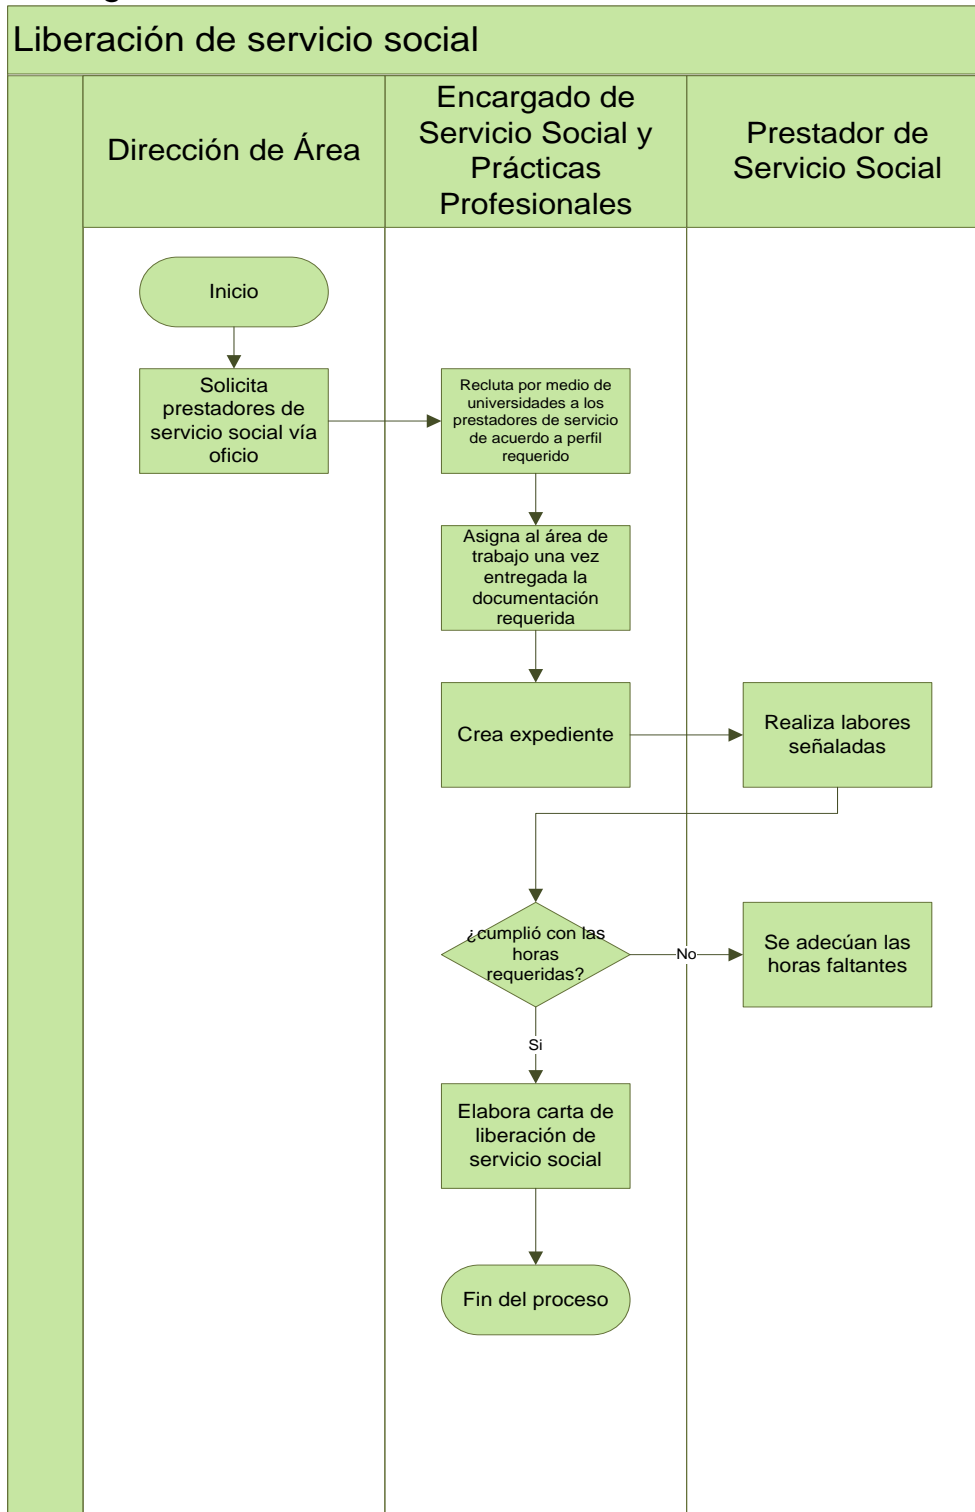 Liberación de servicio social
Dirección de Área
Encargado de
Servicio Social y
Prácticas
Profesionales
Prestador de
Servicio Social
Inicio
Solicita
prestadores de
servicio social vía
oficio
Recluta por medio de
universidades a los
prestadores de servicio
de acuerdo a perfil
requerido
Asigna al área de
trabajo una vez
entregada la
documentación
requerida
Crea expediente
Realiza labores
señaladas
¿cumplió con las
horas
requeridas?
No
Se adecúan las
horas faltantes
Si
Elabora carta de
liberación de
servicio social
Fin del proceso